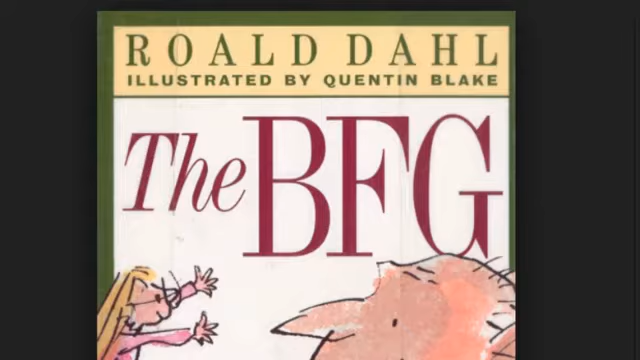 ROALD DAHL
ILLUSTRATED BY QUENTIN BLAKE
The BFG